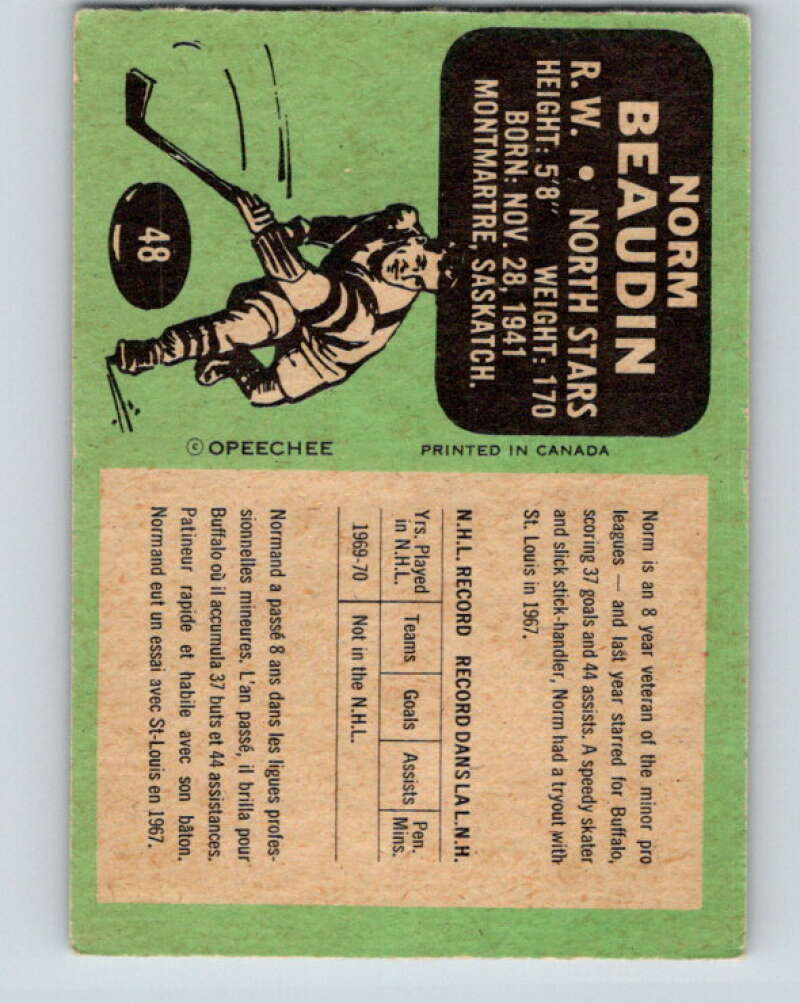 NORM
BEAUDIN
R.W. • NORTH STARS
HEIGHT: 5'8" WEIGHT: 170
BORN: NOV. 28, 1941
MONTMARTRE, SASKATCH.
48
© OPEECHEE PRINTED IN CANADA
Norm is an 8 year veteran of the minor pro
leagues — and last year starred for Buffalo,
scoring 37 goals and 44 assists. A speedy skater
and slick stick-handler, Norm had a tryout with
St. Louis in 1967.
N.H.L. RECORD RECORD DANS LA L.N.H.
Yrs. Played in N.H.L. Teams Goals Assists Pen. Mins.
1969-70 Not in the N.H.L.
Normand a passé 8 ans dans les ligues profes-
sionnelles mineures. L'an passé, il brilla pour
Buffalo où il accumula 37 buts et 44 assistances.
Patineur rapide et habile avec son bâton.
Normand eut un essai avec St-Louis en 1967.